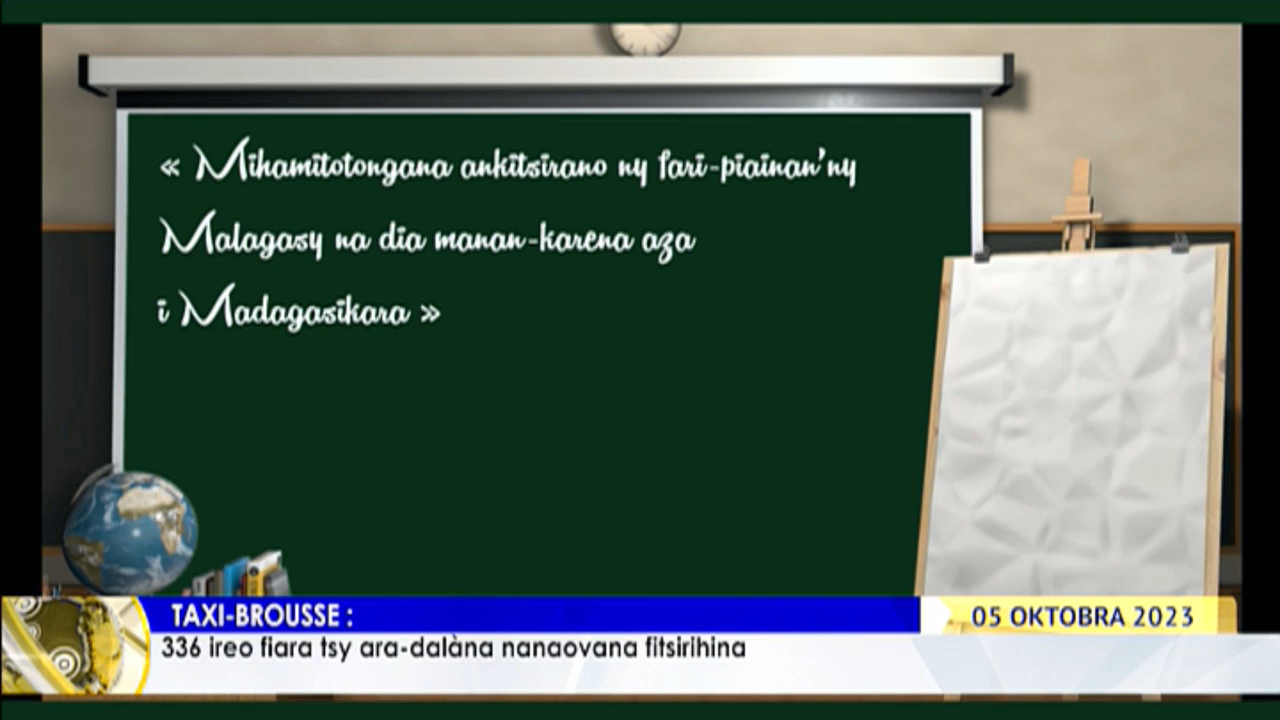 « Mihamitotongana ankitsirano ny fari-piainan'ny
Malagasy na dia manan-karena aza
i Madagasikara »
TAXI-BROUSSE :
05 OKTOBRA 2023
336 ireo fiara tsy ara-dalàna nanaovana fitsirihina